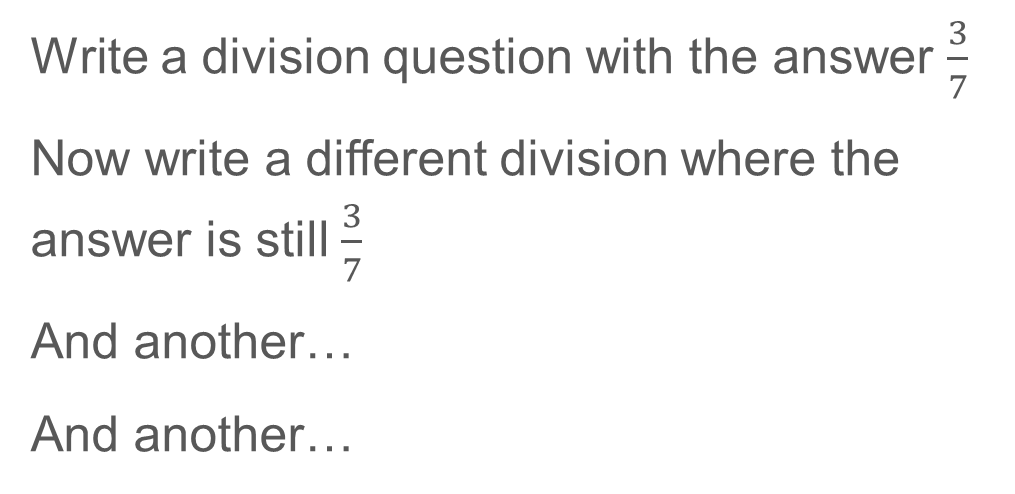 Write a division question with the answer 3/7
Now write a different division where the
answer is still 3/7
And another…
And another…